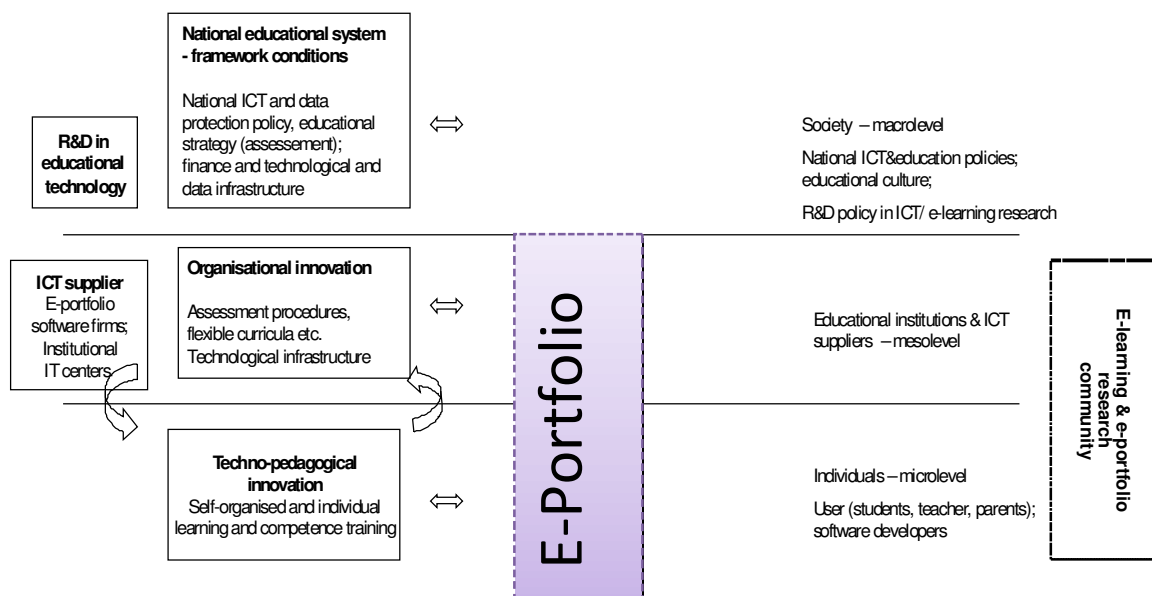 National educational system
- framework conditions
National ICT and data
protection policy, educational
strategy (assessement);
finance and technological and
data infrastructure
R&D in
educational
technology
Society – macrolevel
National ICT&education policies;
educational culture;
R&D policy in ICT/ e-learning research
ICT supplier
E-portfolio
software firms;
Institutional
IT centers
Organisational innovation
Assessment procedures,
flexible curricula etc.
Technological infrastructure
E-Portfolio
Educational institutions & ICT
suppliers – mesolevel
E-learning & e-portfolio
research
community
Techno-pedagogical
innovation
Self-organised and individual
learning and competence training
Individuals – microlevel
User (students, teacher, parents);
software developers